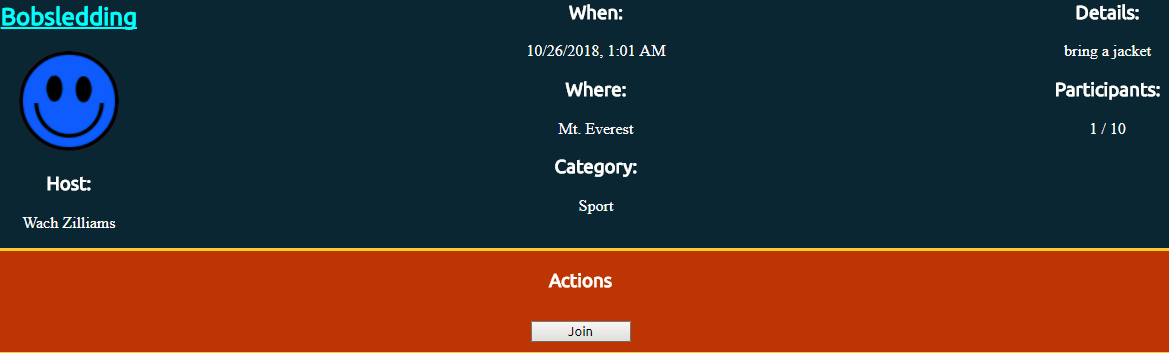 Bobsledding
Host:
Wach Zilliams
When:
10/26/2018, 1:01 AM
Where:
Mt. Everest
Category:
Sport
Details:
bring a jacket
Participants:
1 / 10
Actions
Join